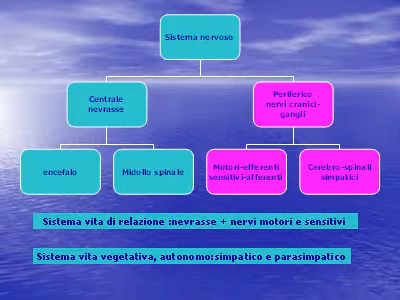 Sistema nervoso
Centrale
nevrasse
Periferico
nervi cranici-
gangli
encefalo
Midollo spinale
Motori-efferenti
sensitivi-afferenti
Cerebro-spinali
simpatici
Sistema vita di relazione :nevrasse + nervi motori e sensitivi
Sistema vita vegetativa, autonomo:simpatico e parasimpatico